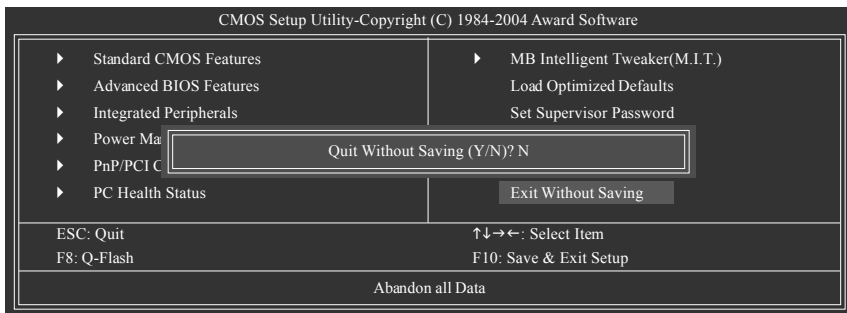 CMOS Setup Utility-Copyright (C) 1984-2004 Award Software
Standard CMOS Features
Advanced BIOS Features
Integrated Peripherals
Power Ma
PnP/PCI C
PC Health Status
MB Intelligent Tweaker(M.I.T.)
Load Optimized Defaults
Set Supervisor Password
Exit Without Saving
Quit Without Saving (Y/N)? N
ESC: Quit
↑↓→←: Select Item
F8: Q-Flash
F10: Save & Exit Setup
Abandon all Data